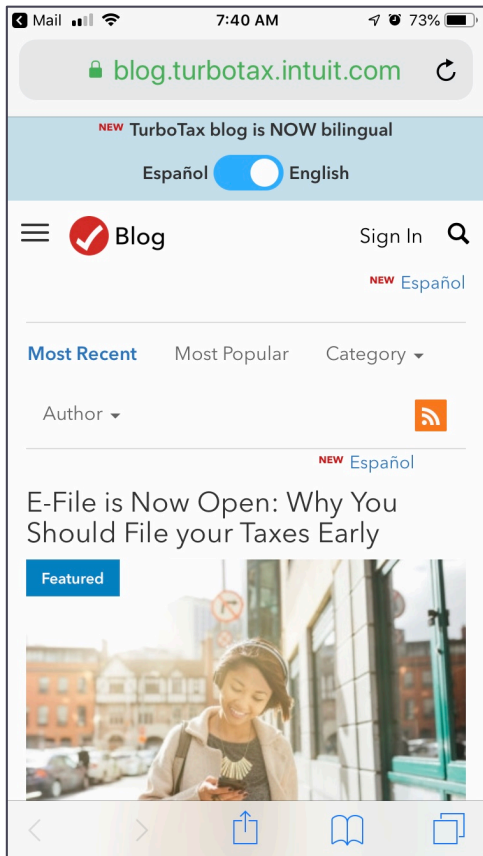 Mail 7:40 AM 73%
blog.turbotax.intuit.com
NEW TurboTax blog is NOW bilingual
Español English
Blog Sign In
NEW Español
Most Recent Most Popular Category
Author
NEW Español
E-File is Now Open: Why You
Should File your Taxes Early
Featured